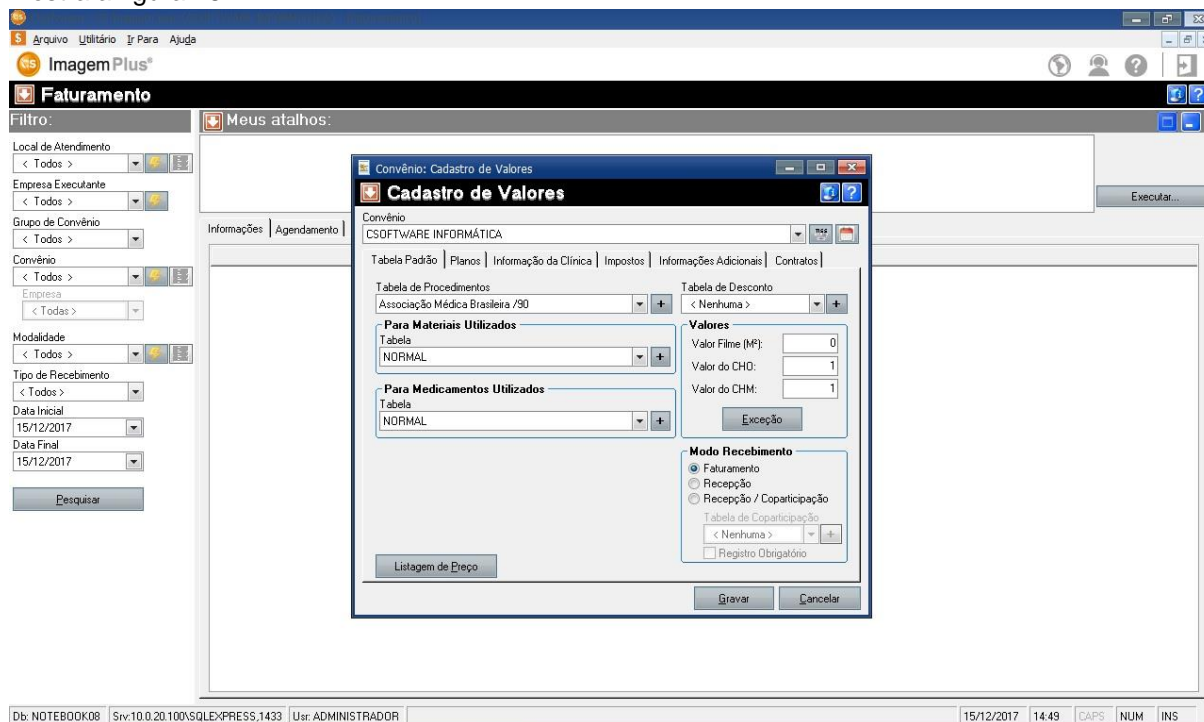 Arquivo Utilitário Ir Para Ajuda
ImagemPlus®
Faturamento
Filtro:
Meus atalhos:
Local de Atendimento
< Todos >
Empresa Executante
< Todos >
Grupo de Convênio
< Todos >
Convênio
< Todos >
Empresa
< Todas >
Modalidade
< Todos >
Tipo de Recebimento
< Todos >
Data Inicial
15/12/2017
Data Final
15/12/2017
Pesquisar
Executar...
Informações Agendamento
Convênio: Cadastro de Valores
Cadastro de Valores
Convênio
CSOFTWARE INFORMÁTICA
Tabela Padrão Planos Informação da Clínica Impostos Informações Adicionais Contratos
Tabela de Procedimentos
Associação Médica Brasileira /90
Tabela de Desconto
< Nenhuma >
Para Materiais Utilizados
Tabela
NORMAL
Para Medicamentos Utilizados
Tabela
NORMAL
Valores
Valor Filme (M²): 0
Valor do CHO: 1
Valor do CHM: 1
Exceção
Modo Recebimento
Faturamento
Recepção
Recepção / Coparticipação
Tabela de Coparticipação
< Nenhuma >
Registro Obrigatório
Listagem de Preço
Gravar Cancelar
Db: NOTEBOOK08 Srv:10.0.20.100\SQLEXPRESS,1433 Usr: ADMINISTRADOR 15/12/2017 14:49 CAPS NUM INS